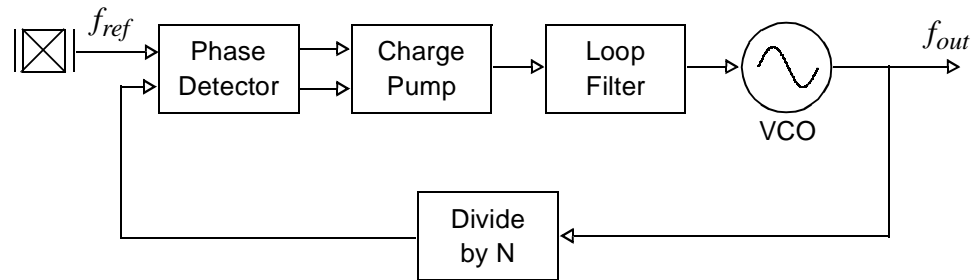 f_ref
Phase
Detector
Charge
Pump
Loop
Filter
VCO
f_out
Divide
by N